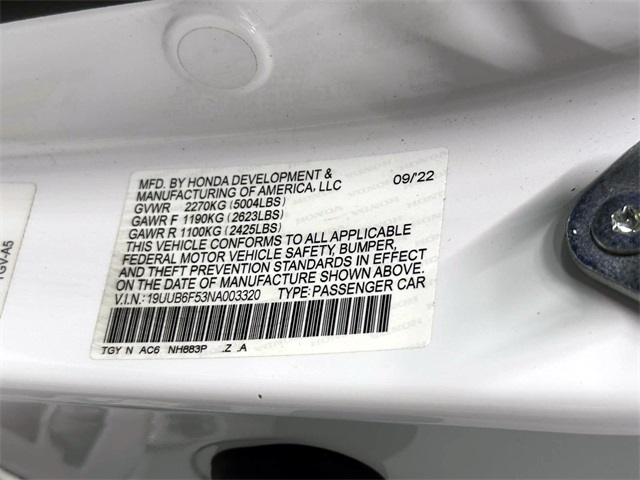 MFD. BY HONDA DEVELOPMENT & 09/'22
MANUFACTURING OF AMERICA, LLC
GVWR 2270KG (5004LBS)
GAWR F 1190KG (2623LBS)
GAWR R 1100KG (2425LBS)
THIS VEHICLE CONFORMS TO ALL APPLICABLE
FEDERAL MOTOR VEHICLE SAFETY, BUMPER,
AND THEFT PREVENTION STANDARDS IN EFFECT
ON THE DATE OF MANUFACTURE SHOWN ABOVE.
V.I.N.:19UUB6F53NA003320 TYPE:PASSENGER CAR
TGY N AC6 NH883P .Z .A
TGV-A5